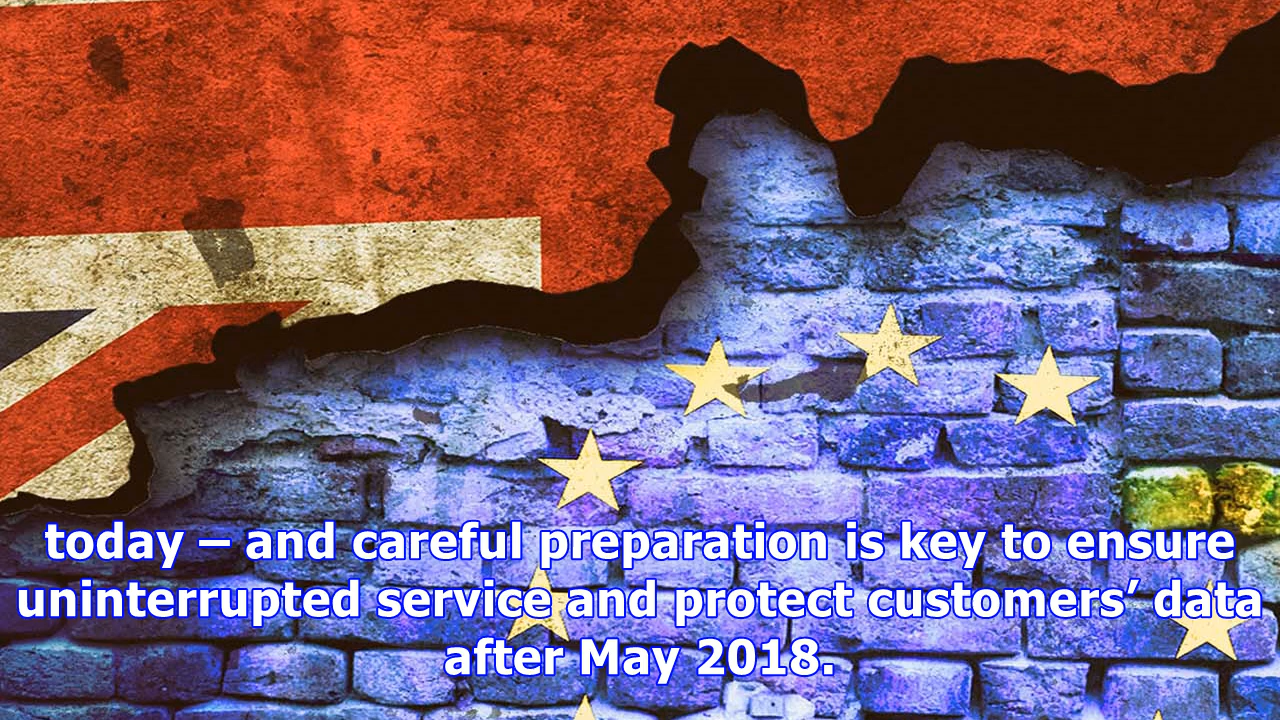 today – and careful preparation is key to ensure
uninterrupted service and protect customers’ data
after May 2018.